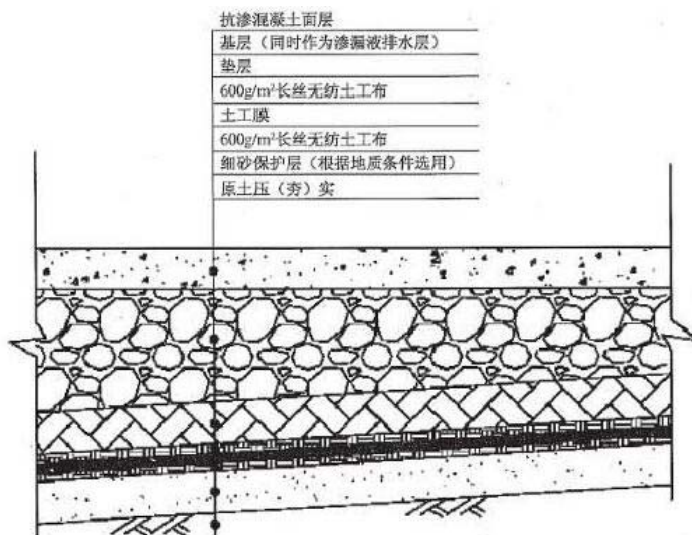 抗渗混凝土面层
基层（同时作为渗漏液排水层）
垫层
600g/m²长丝无纺土工布
土工膜
600g/m²长丝无纺土工布
细砂保护层（根据地质条件选用）
原土压（夯）实